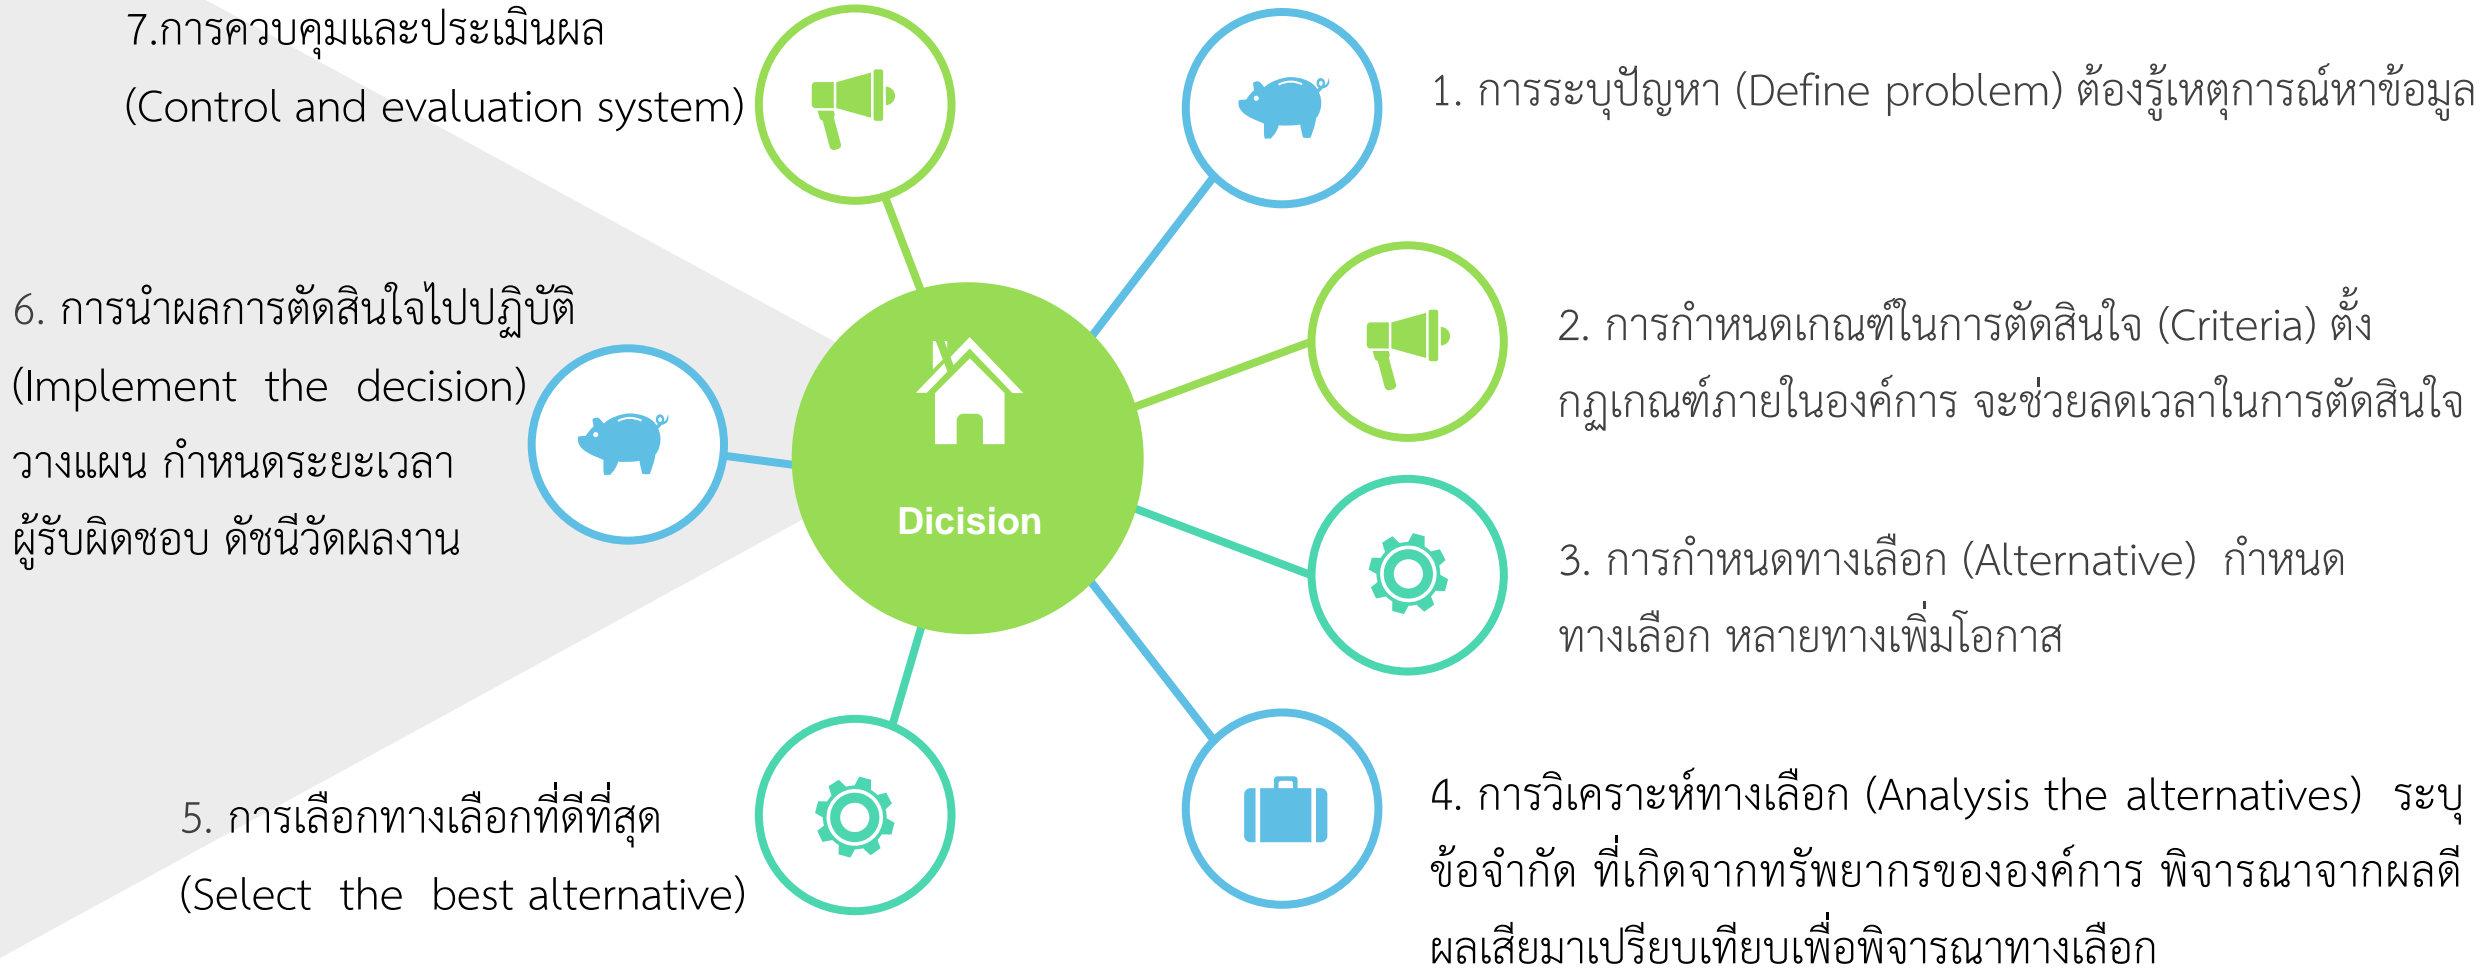 7.การควบคุมและประเมินผล
(Control and evaluation system)
1. การระบุปัญหา (Define problem) ต้องรู้เหตุการณ์หาข้อมูล
6. การนำผลการตัดสินใจไปปฏิบัติ
(Implement the decision)
วางแผน กำหนดระยะเวลา
ผู้รับผิดชอบ ดัชนีวัดผลงาน
2. การกำหนดเกณฑ์ในการตัดสินใจ (Criteria) ตั้ง
กฏเกณฑ์ภายในองค์การ จะช่วยลดเวลาในการตัดสินใจ
Dicision
3. การกำหนดทางเลือก (Alternative) กำหนด
ทางเลือก หลายทางเพิ่มโอกาส
5. การเลือกทางเลือกที่ดีที่สุด
(Select the best alternative)
4. การวิเคราะห์ทางเลือก (Analysis the alternatives) ระบุ
ข้อจำกัด ที่เกิดจากทรัพยากรขององค์การ พิจารณาจากผลดี
ผลเสียมาเปรียบเทียบเพื่อพิจารณาทางเลือก